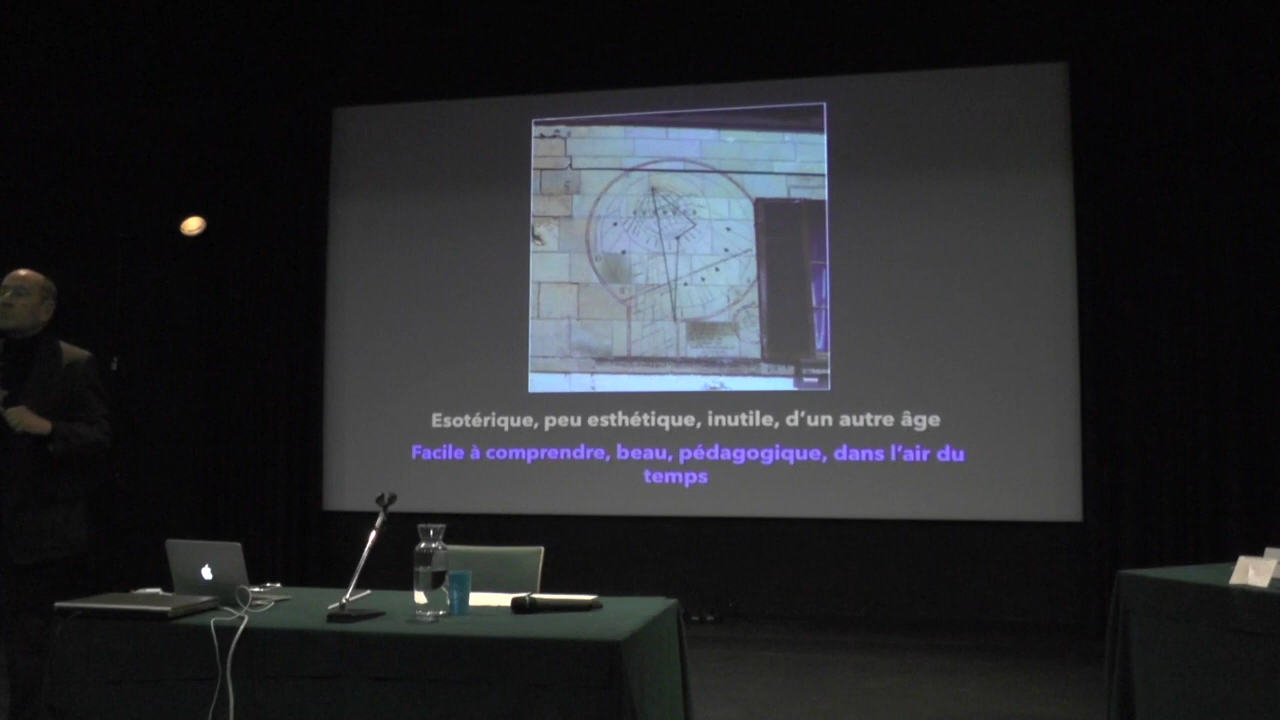 Esotérique, peu esthétique, inutile, d’un autre âge
Facile à comprendre, beau, pédagogique, dans l’air du
temps